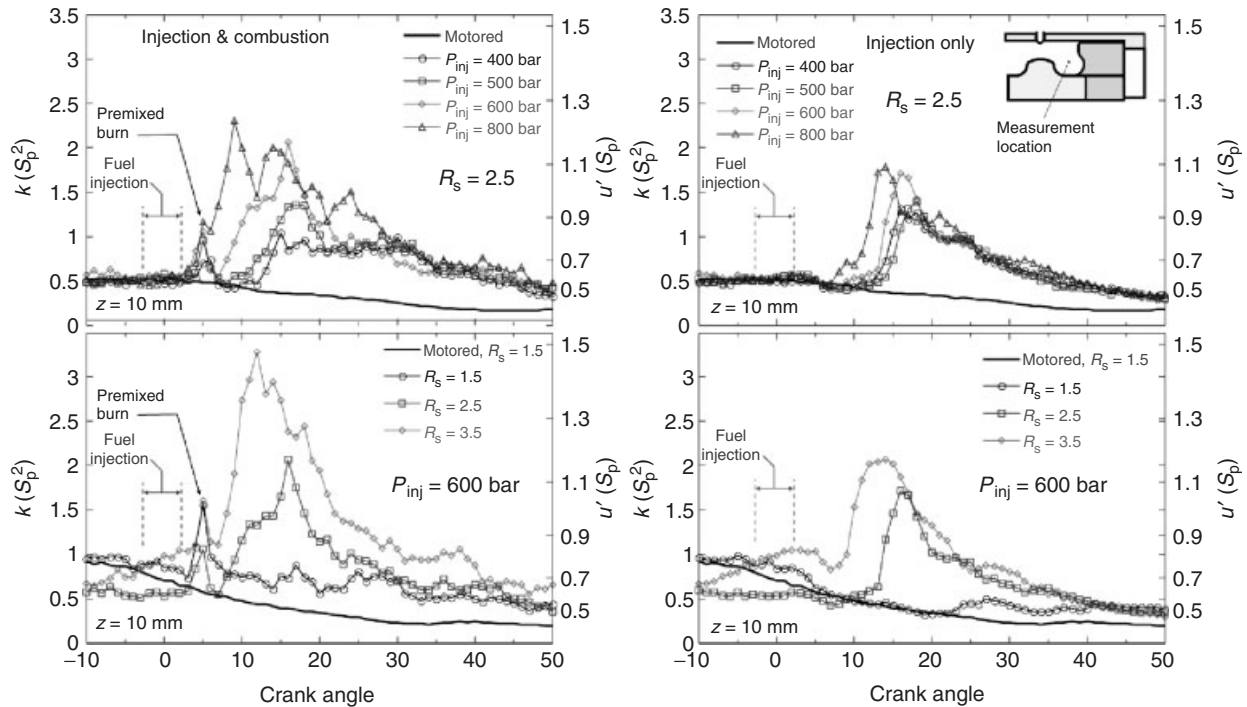 Injection & combustion
Motored
P_inj = 400 bar
P_inj = 500 bar
P_inj = 600 bar
P_inj = 800 bar
Premixed
burn
Fuel
injection
R_s = 2.5
z = 10 mm
k (S_p^2)
u′ (S_p)
3.5
3
2.5
2
1.5
1
0.5
0
1.5
1.3
1.1
0.9
0.7
0.5
Motored
P_inj = 400 bar
P_inj = 500 bar
P_inj = 600 bar
P_inj = 800 bar
Injection only
R_s = 2.5
Measurement
location
Fuel
injection
z = 10 mm
k (S_p^2)
u′ (S_p)
3.5
3
2.5
2
1.5
1
0.5
0
1.5
1.3
1.1
0.9
0.7
0.5
Motored, R_s = 1.5
R_s = 1.5
R_s = 2.5
R_s = 3.5
Premixed
burn
Fuel
injection
P_inj = 600 bar
z = 10 mm
k (S_p^2)
u′ (S_p)
3
2.5
2
1.5
1
0.5
0
1.5
1.3
1.1
0.9
0.7
0.5
−10 0 10 20 30 40 50
Crank angle
Motored, R_s = 1.5
R_s = 1.5
R_s = 2.5
R_s = 3.5
Fuel
injection
P_inj = 600 bar
z = 10 mm
k (S_p^2)
u′ (S_p)
3
2.5
2
1.5
1
0.5
0
1.5
1.3
1.1
0.9
0.7
0.5
−10 0 10 20 30 40 50
Crank angle